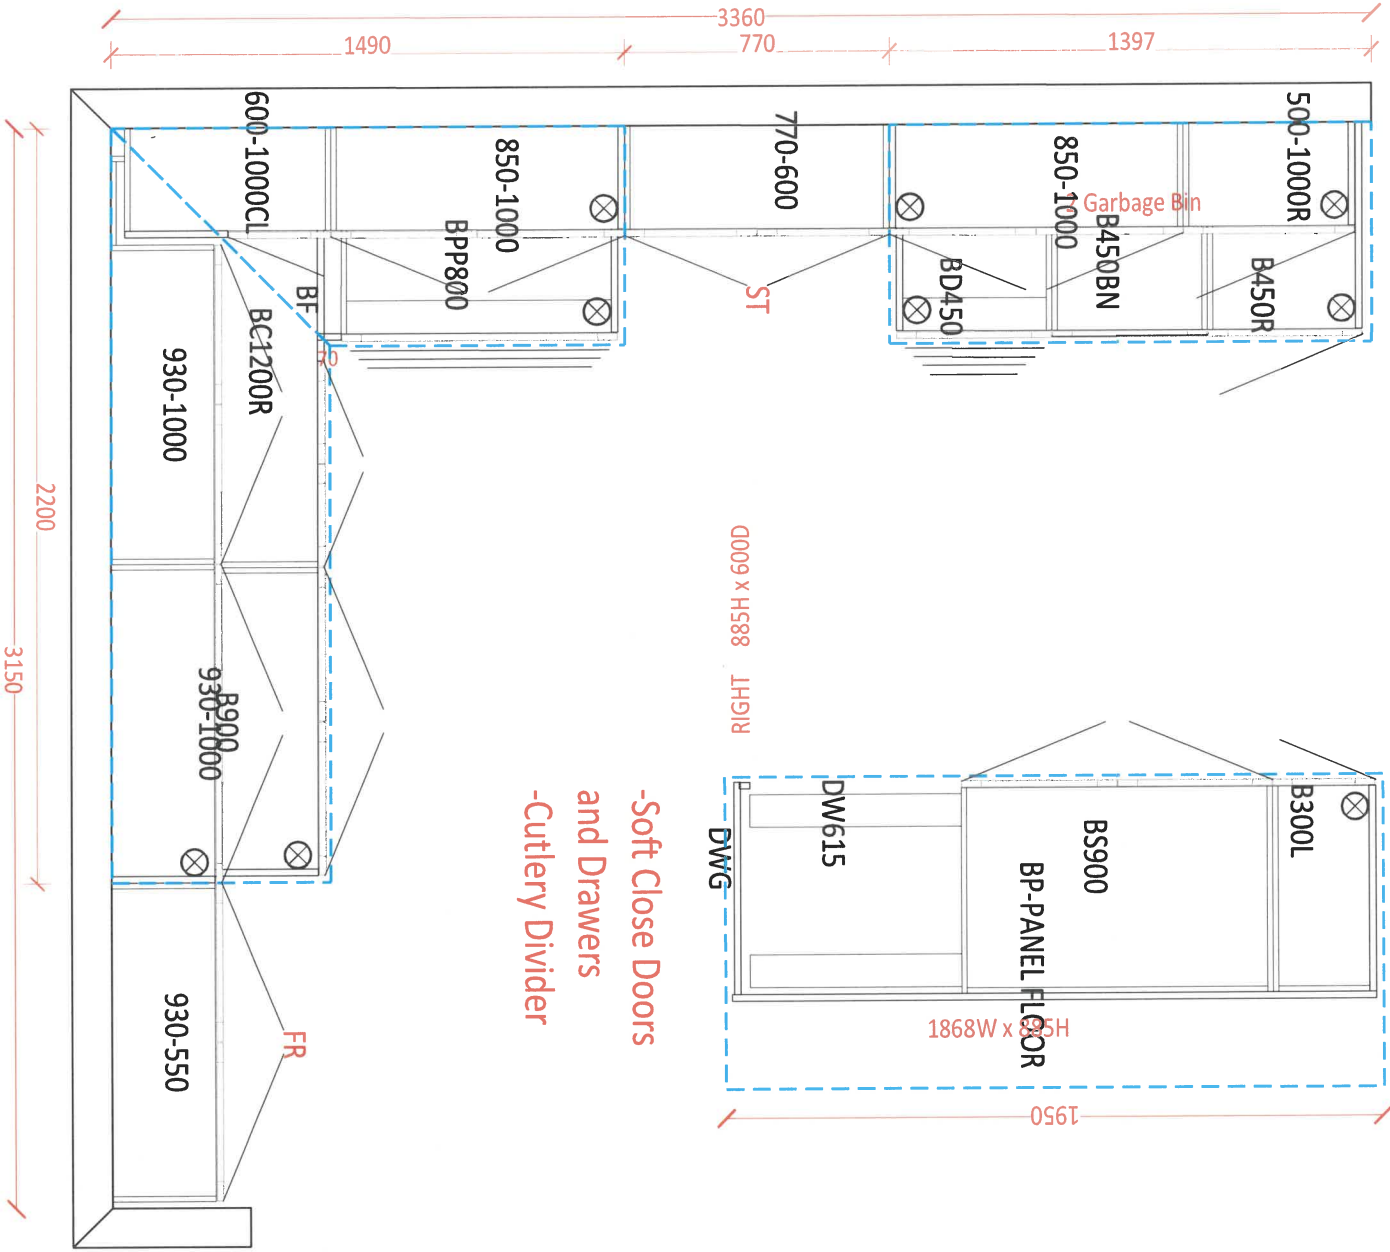 3360
1490
770
1397
600-1000CL
850-1000
770-600
850-1000
500-1000R
2 Garbage Bin
BPP800
B450BN
BD450
B450R
ST
BF
BC1200R
70
930-1000
2200
3150
885H x 600D
RIGHT
B900
930-1000
-Soft Close Doors
and Drawers
-Cutlery Divider
DWG
DW615
BS900
B300L
BP-PANEL FLOOR
1868W x 885H
930-550
FR
1950